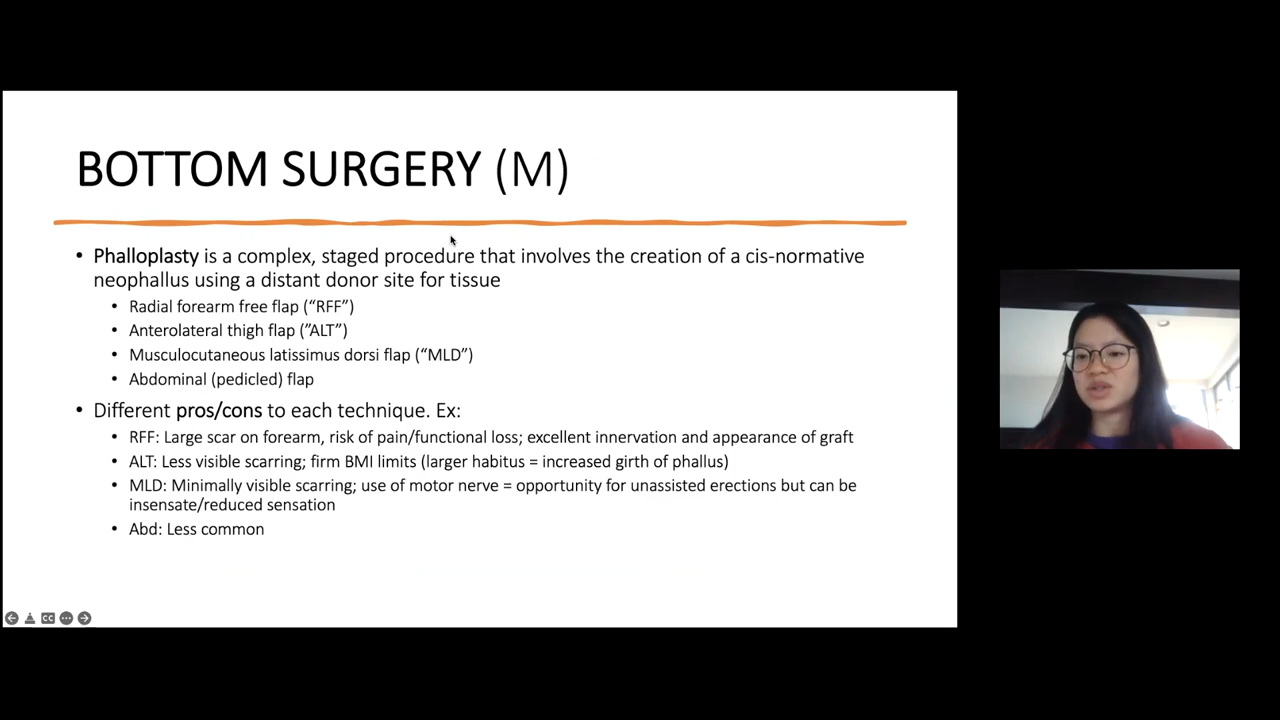 BOTTOM SURGERY (M)
• Phalloplasty is a complex, staged procedure that involves the creation of a cis-normative
neophallus using a distant donor site for tissue
• Radial forearm free flap (“RFF”)
• Anterolateral thigh flap (”ALT”)
• Musculocutaneous latissimus dorsi flap (“MLD”)
• Abdominal (pedicled) flap
• Different pros/cons to each technique. Ex:
• RFF: Large scar on forearm, risk of pain/functional loss; excellent innervation and appearance of graft
• ALT: Less visible scarring; firm BMI limits (larger habitus = increased girth of phallus)
• MLD: Minimally visible scarring; use of motor nerve = opportunity for unassisted erections but can be
insensate/reduced sensation
• Abd: Less common
CC